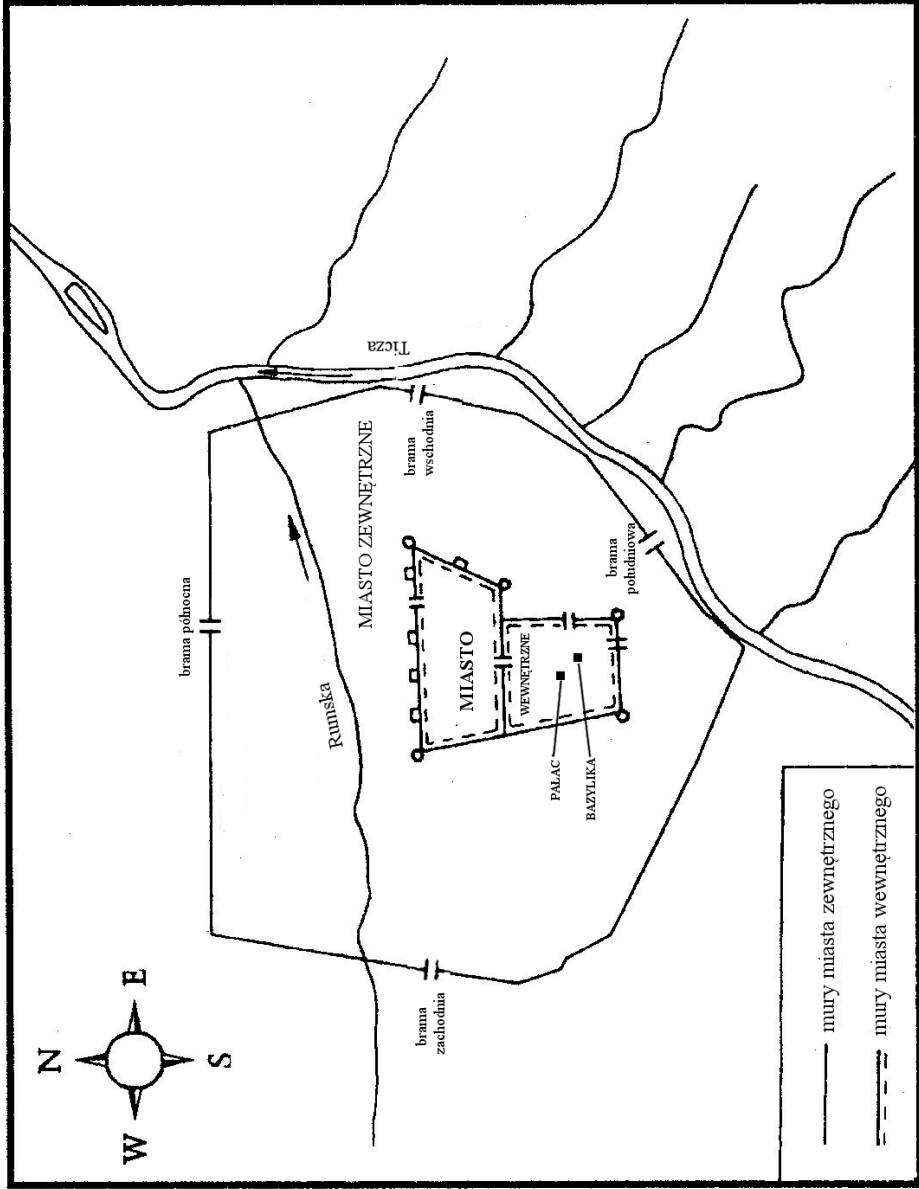 N
W E
S
brama północna
Rumska
MIASTO ZEWNĘTRZNE
Ticza
brama
wschodnia
brama
zachodnia
MIASTO
WEWNĘTRZNE
PAŁAC
BAZYLIKA
brama
południowa
mury miasta zewnętrznego
mury miasta wewnętrznego